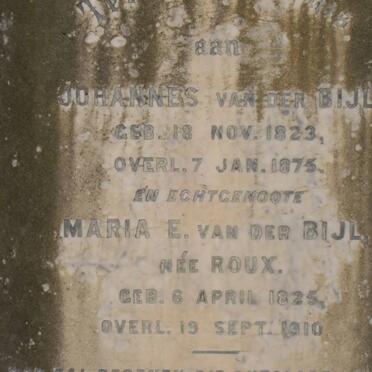 aan
JOHANNES VAN DER BIJL
GEB. 18 NOV. 1823,
OVERL. 7 JAN. 1875.
EN ECHTGENOOTE
MARIA E. VAN DER BIJL,
NÉE ROUX.
GEB. 6 APRIL 1825,
OVERL. 19 SEPT. 1910